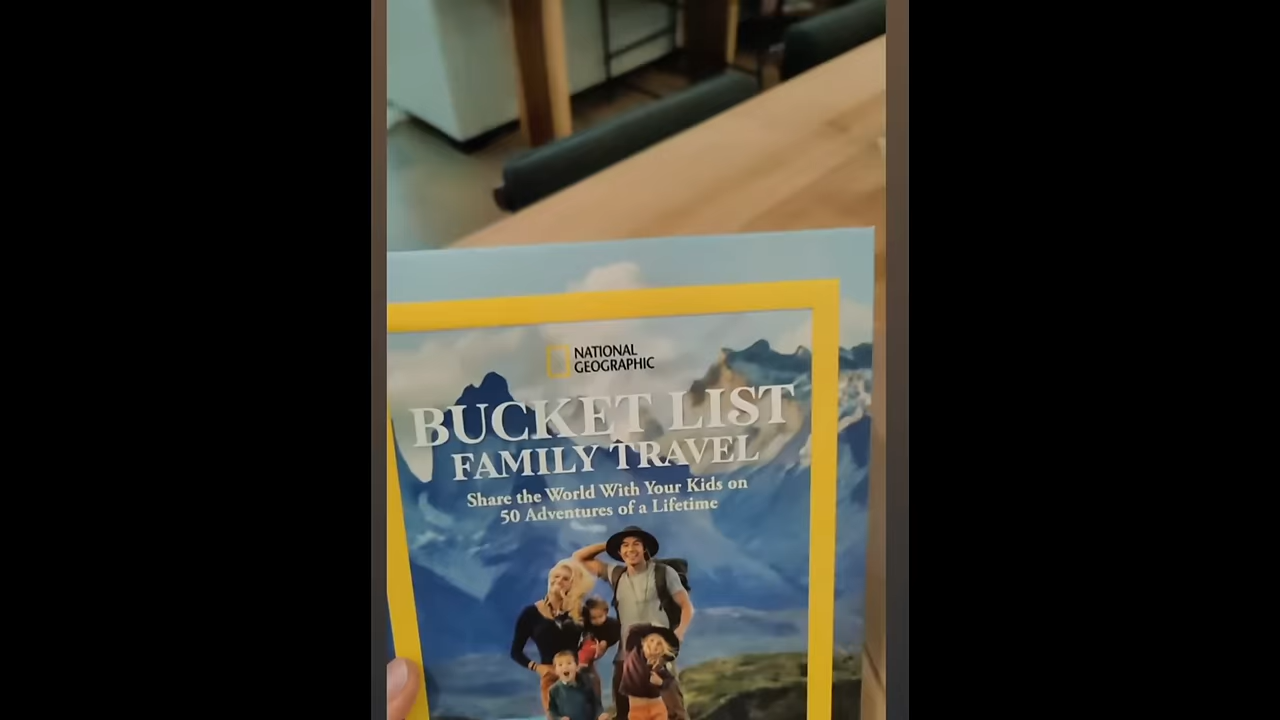 NATIONAL
GEOGRAPHIC
BUCKET LIST
FAMILY TRAVEL
Share the World With Your Kids on
50 Adventures of a Lifetime